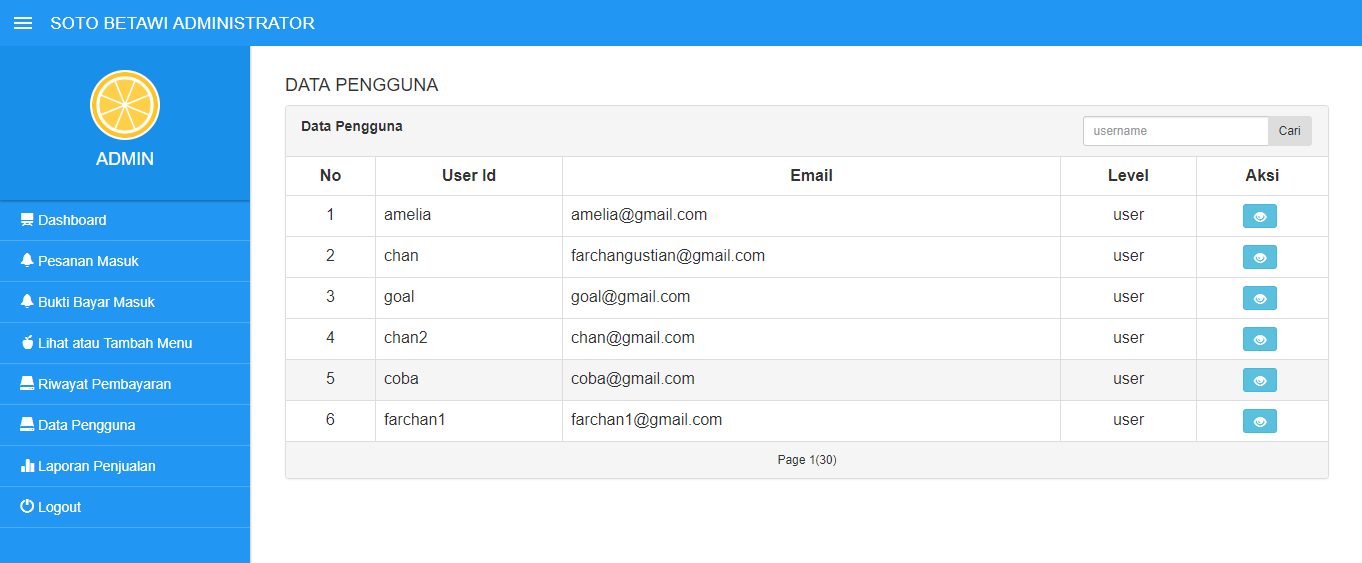 SOTO BETAWI ADMINISTRATOR
ADMIN
Dashboard
Pesanan Masuk
Bukti Bayar Masuk
Lihat atau Tambah Menu
Riwayat Pembayaran
Data Pengguna
Laporan Penjualan
Logout
DATA PENGGUNA
Data Pengguna username Cari
No User Id Email Level Aksi
1 amelia amelia@gmail.com user
2 chan farchangustian@gmail.com user
3 goal goal@gmail.com user
4 chan2 chan@gmail.com user
5 coba coba@gmail.com user
6 farchan1 farchan1@gmail.com user
Page 1(30)